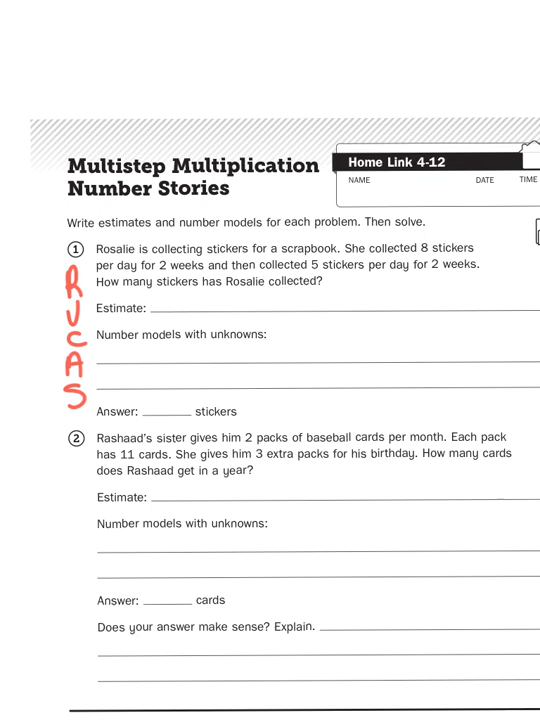 Multistep Multiplication
Number Stories
Home Link 4-12
NAME DATE TIME
Write estimates and number models for each problem. Then solve.
① Rosalie is collecting stickers for a scrapbook. She collected 8 stickers
per day for 2 weeks and then collected 5 stickers per day for 2 weeks.
How many stickers has Rosalie collected?
R
U
C
A
S
Estimate:
Number models with unknowns:
Answer: ______ stickers
② Rashaad's sister gives him 2 packs of baseball cards per month. Each pack
has 11 cards. She gives him 3 extra packs for his birthday. How many cards
does Rashaad get in a year?
Estimate:
Number models with unknowns:
Answer: ______ cards
Does your answer make sense? Explain.